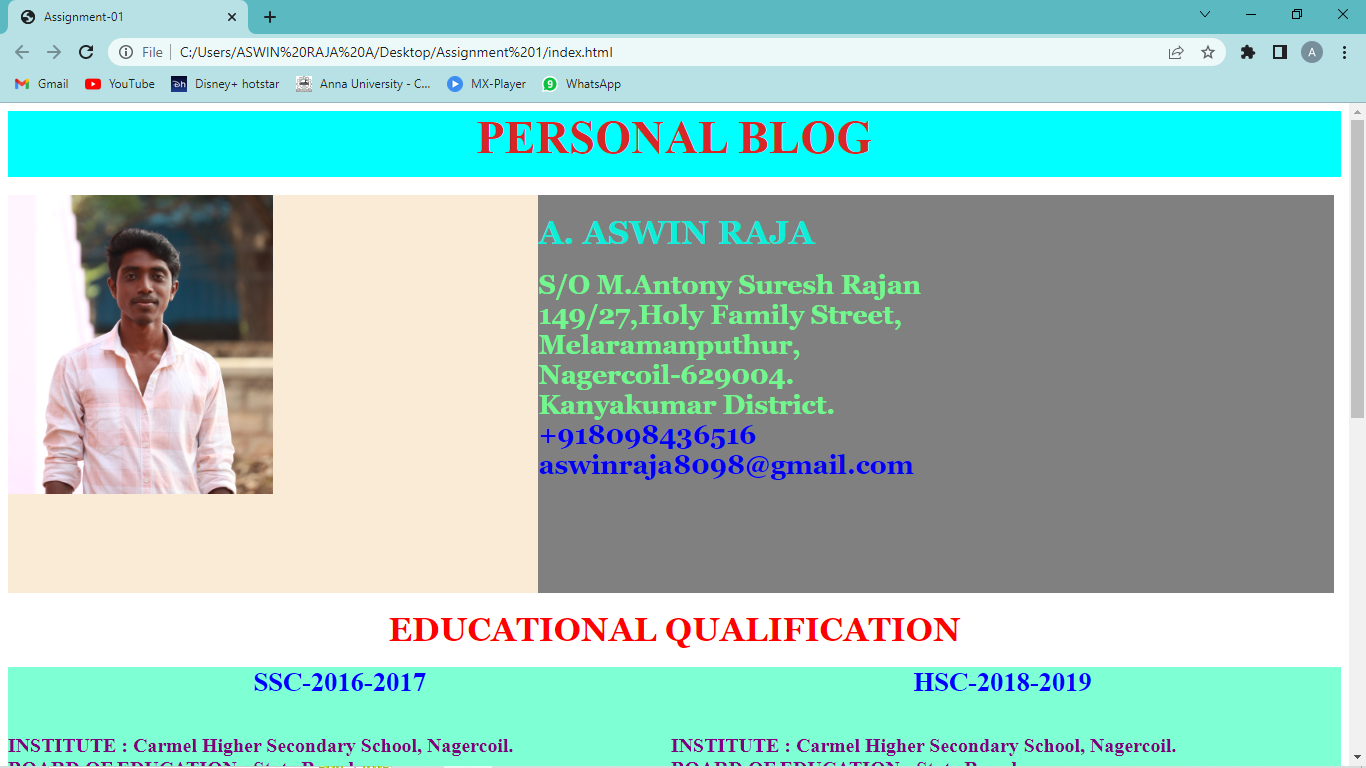 Assignment-01
File
C:/Users/ASWIN%20RAJA%20A/Desktop/Assignment%201/index.html
A
Gmail
YouTube
Disney+ hotstar
Anna University - C...
MX-Player
9
WhatsApp
PERSONAL BLOG
A. ASWIN RAJA
S/O M.Antony Suresh Rajan
149/27,Holy Family Street,
Melaramanputhur,
Nagercoil-629004.
Kanyakumar District.
+918098436516
aswinraja8098@gmail.com
EDUCATIONAL QUALIFICATION
SSC-2016-2017
HSC-2018-2019
INSTITUTE : Carmel Higher Secondary School, Nagercoil.
INSTITUTE : Carmel Higher Secondary School, Nagercoil.